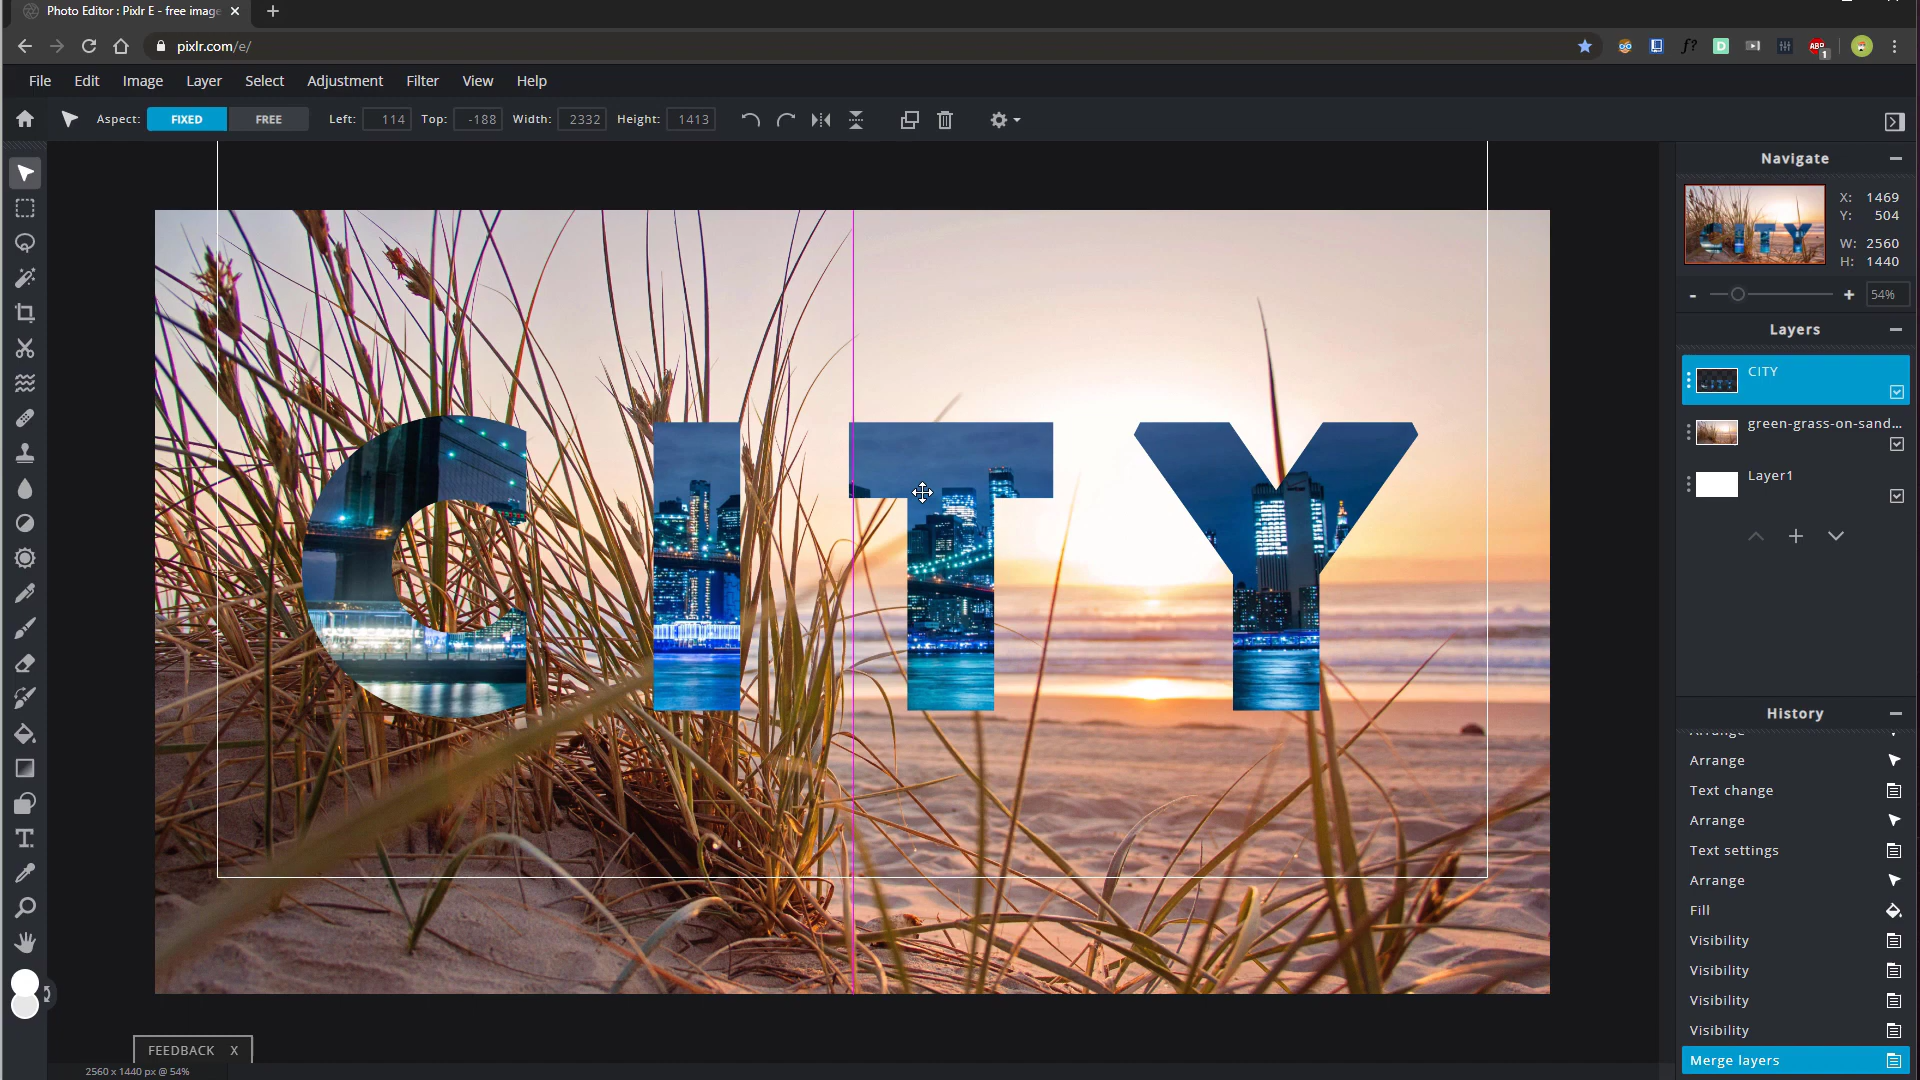 Photo Editor : Pixlr E - free image
pixlr.com/e/
ABP
1
File Edit Image Layer Select Adjustment Filter View Help
Aspect: FIXED FREE Left: 114 Top: -188 Width: 2332 Height: 1413
Navigate
X: 1469
Y: 504
W: 2560
H: 1440
- + 54%
Layers
CITY
green-grass-on-sand...
Layer1
CITY
History
Arrange
Arrange
Text change
Arrange
Text settings
Arrange
Fill
Visibility
Visibility
Visibility
Visibility
Merge layers
FEEDBACK X
2560 x 1440 px @ 54%